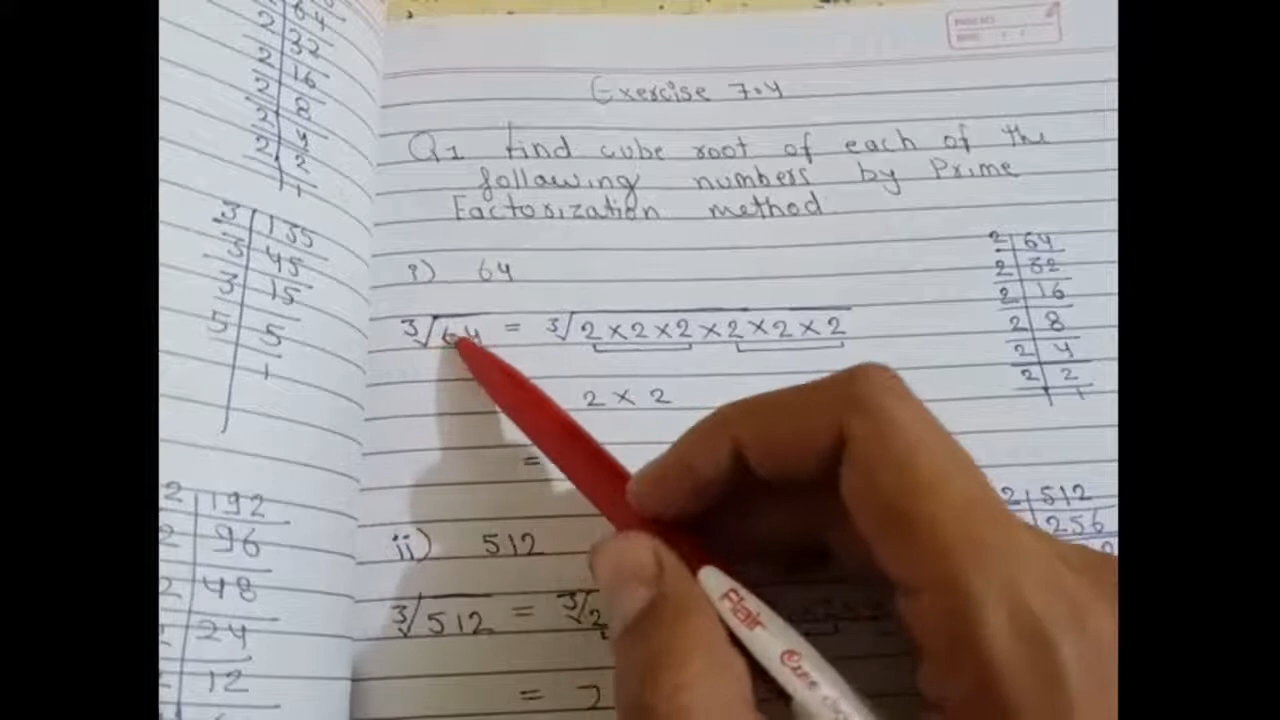 64
2 32
2 16
2 8
2 4
2 2
1
3 135
3 45
3 15
5 5
1
2 192
2 96
2 48
24
12
Exercise 7.4
Q1 find cube root of each of the
following numbers by Prime
Factorization method
i) 64
∛64 = ∛2×2×2×2×2×2
2 × 2
=
ii) 512
∛512 = ∛2
= 2
2 64
2 32
2 16
2 8
2 4
2 2
1
2 512
256
Flair